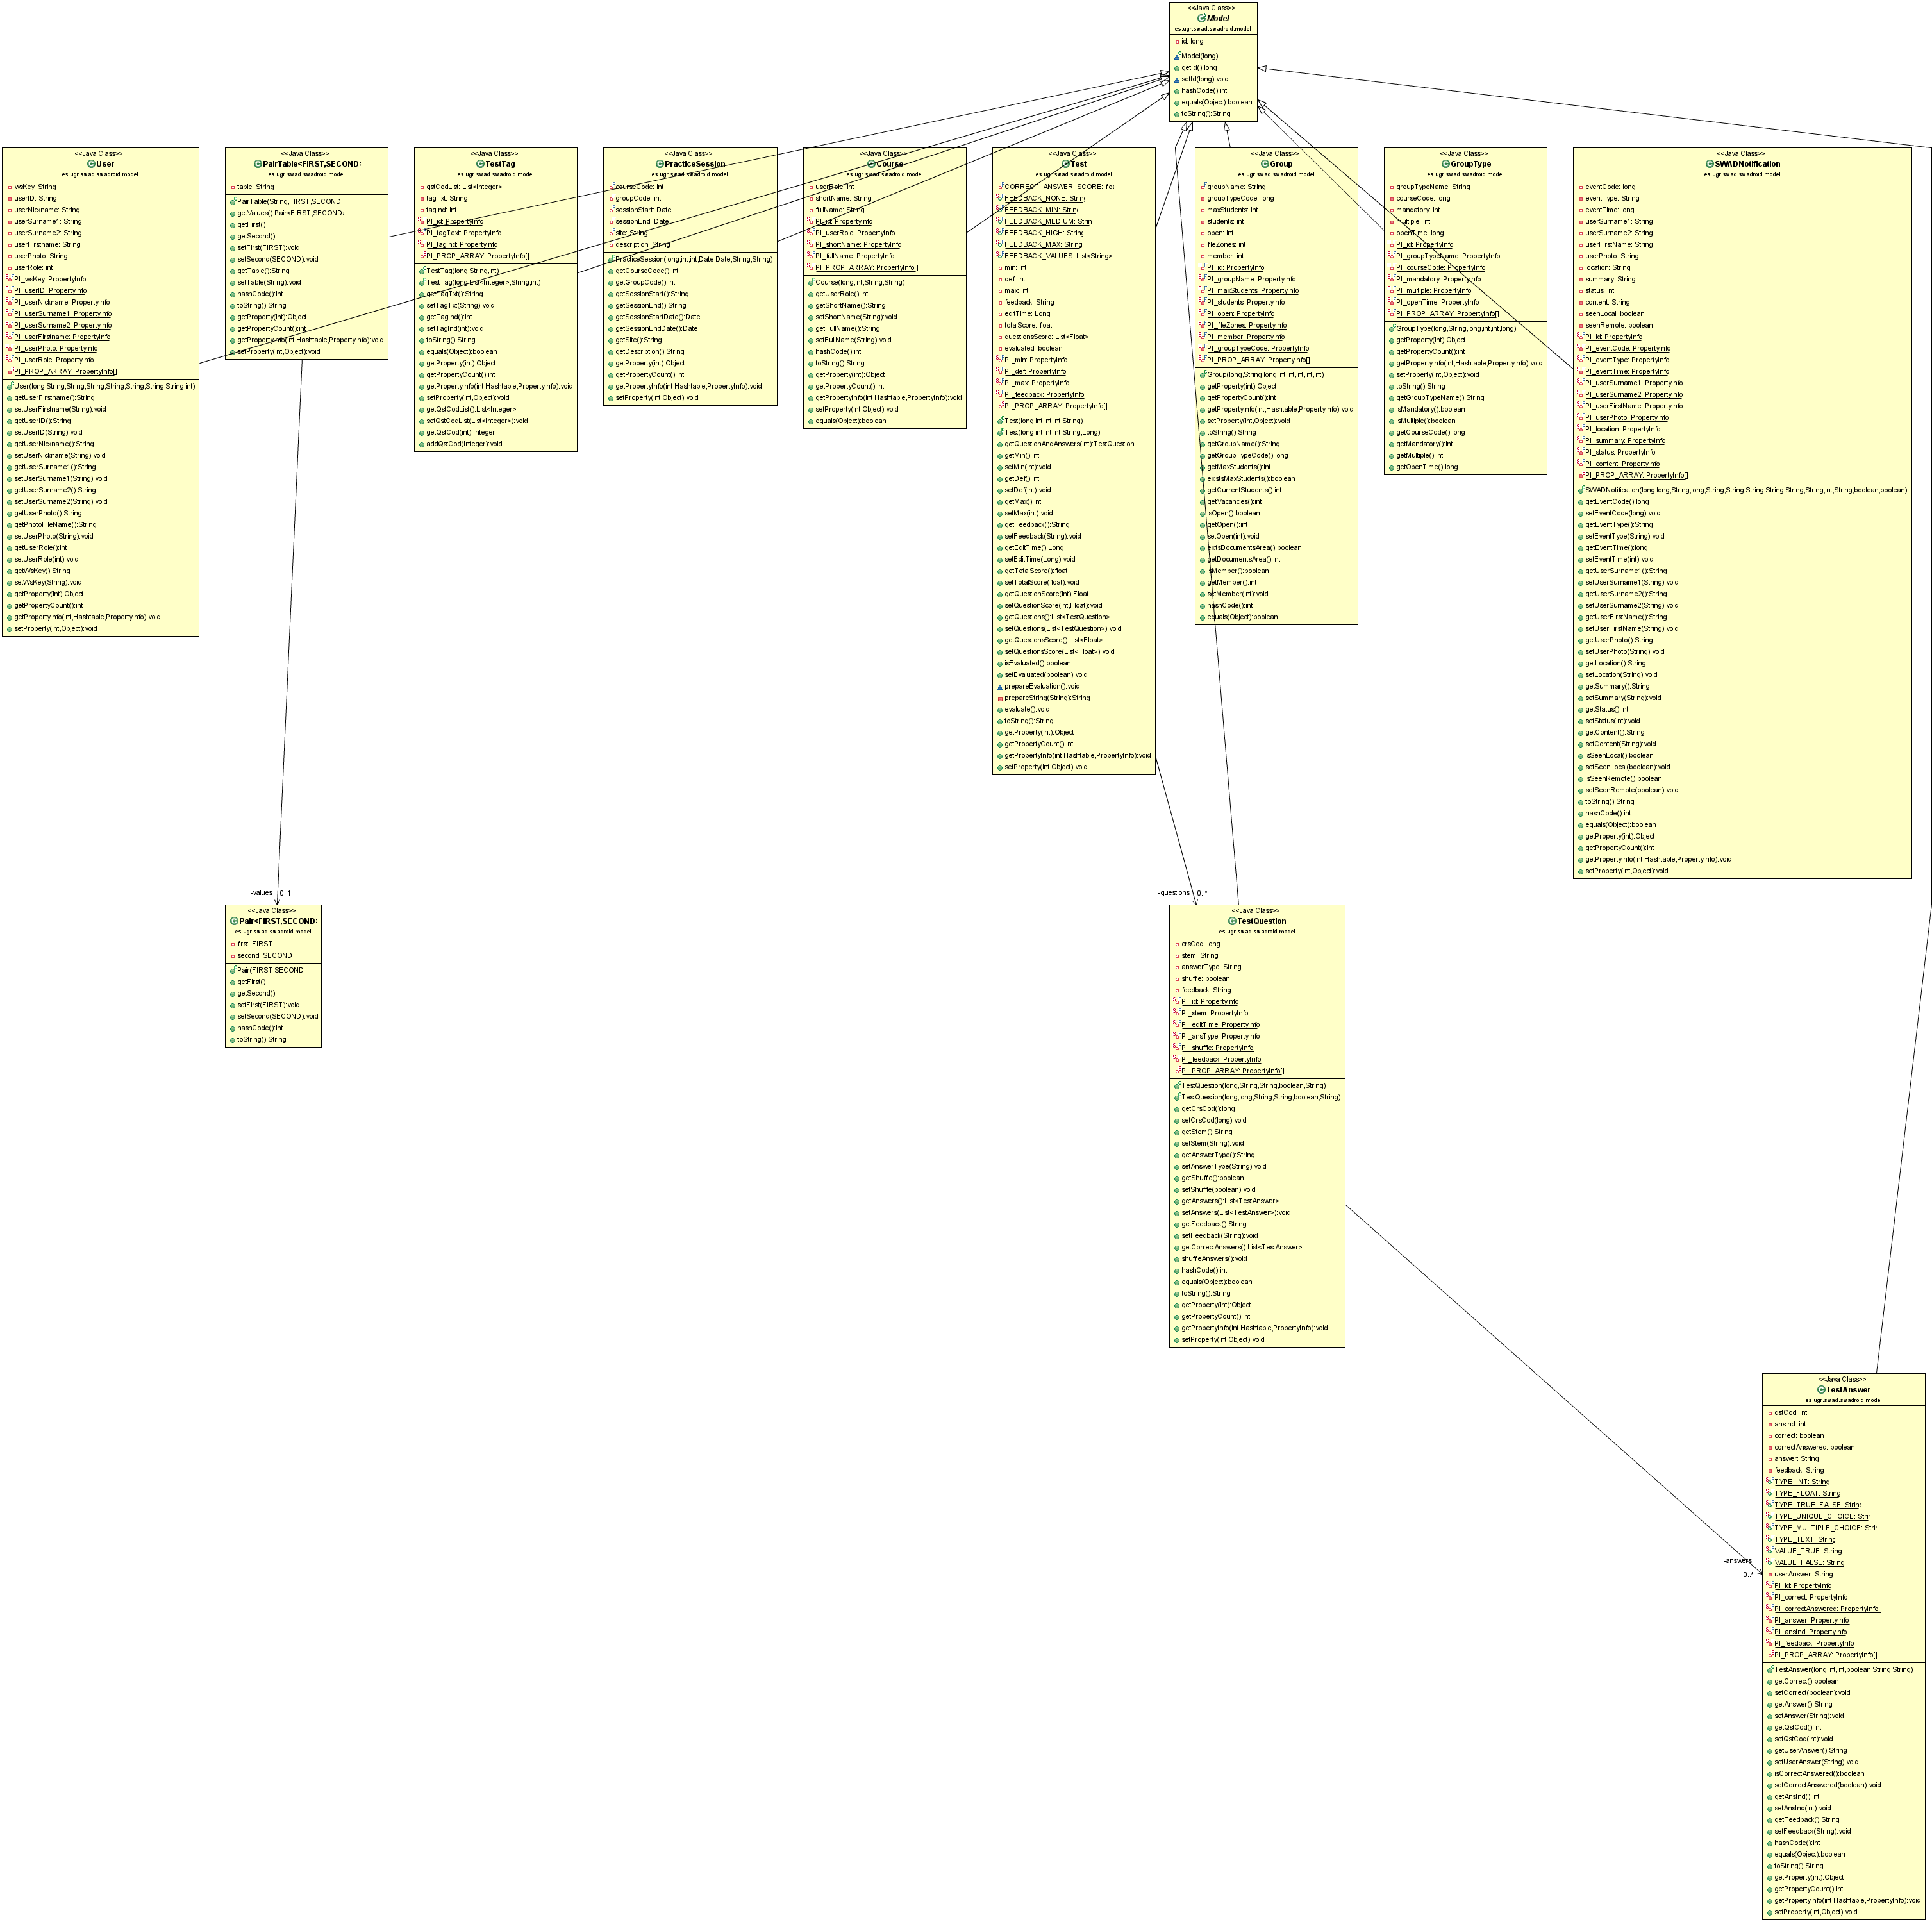 <<Java Class>>
Model
es.ugr.swad.swadroid.model
id: long
Model(long)
getId():long
setId(long):void
hashCode():int
equals(Object):boolean
toString():String
<<Java Class>>
User
es.ugr.swad.swadroid.model
wsKey: String
userID: String
userNickname: String
userSurname1: String
userSurname2: String
userFirstname: String
userPhoto: String
userRole: int
PI_wsKey: PropertyInfo
PI_userID: PropertyInfo
PI_userNickname: PropertyInfo
PI_userSurname1: PropertyInfo
PI_userSurname2: PropertyInfo
PI_userFirstname: PropertyInfo
PI_userPhoto: PropertyInfo
PI_userRole: PropertyInfo
PI_PROP_ARRAY: PropertyInfo[]
User(long,String,String,String,String,String,String,String,int)
getUserFirstname():String
setUserFirstname(String):void
getUserID():String
setUserID(String):void
getUserNickname():String
setUserNickname(String):void
getUserSurname1():String
setUserSurname1(String):void
getUserSurname2():String
setUserSurname2(String):void
getUserPhoto():String
getPhotoFileName():String
setUserPhoto(String):void
getUserRole():int
setUserRole(int):void
getWsKey():String
setWsKey(String):void
getProperty(int):Object
getPropertyCount():int
getPropertyInfo(int,Hashtable,PropertyInfo):void
setProperty(int,Object):void
<<Java Class>>
PairTable<FIRST,SECOND>
es.ugr.swad.swadroid.model
table: String
PairTable(String,FIRST,SECOND
getValues():Pair<FIRST,SECOND>
getFirst()
getSecond()
setFirst(FIRST):void
setSecond(SECOND):void
getTable():String
setTable(String):void
hashCode():int
toString():String
getProperty(int):Object
getPropertyCount():int
getPropertyInfo(int,Hashtable,PropertyInfo):void
setProperty(int,Object):void
<<Java Class>>
TestTag
es.ugr.swad.swadroid.model
qstCodList: List<Integer>
tagTxt: String
tagInd: int
PI_id: PropertyInfo
PI_tagText: PropertyInfo
PI_tagInd: PropertyInfo
PI_PROP_ARRAY: PropertyInfo[]
TestTag(long,String,int)
TestTag(long,List<Integer>,String,int)
getTagTxt():String
setTagTxt(String):void
getTagInd():int
setTagInd(int):void
toString():String
equals(Object):boolean
getProperty(int):Object
getPropertyCount():int
getPropertyInfo(int,Hashtable,PropertyInfo):void
setProperty(int,Object):void
getQstCodList():List<Integer>
setQstCodList(List<Integer>):void
getQstCod(int):Integer
addQstCod(Integer):void
<<Java Class>>
PracticeSession
es.ugr.swad.swadroid.model
courseCode: int
groupCode: int
sessionStart: Date
sessionEnd: Date
site: String
description: String
PracticeSession(long,int,int,Date,Date,String,String)
getCourseCode():int
getGroupCode():int
getSessionStart():String
getSessionEnd():String
getSessionStartDate():Date
getSessionEndDate():Date
getSite():String
getDescription():String
getProperty(int):Object
getPropertyCount():int
getPropertyInfo(int,Hashtable,PropertyInfo):void
setProperty(int,Object):void
<<Java Class>>
Course
es.ugr.swad.swadroid.model
userRole: int
shortName: String
fullName: String
PI_id: PropertyInfo
PI_userRole: PropertyInfo
PI_shortName: PropertyInfo
PI_fullName: PropertyInfo
PI_PROP_ARRAY: PropertyInfo[]
Course(long,int,String,String)
getUserRole():int
getShortName():String
setShortName(String):void
getFullName():String
setFullName(String):void
hashCode():int
toString():String
getProperty(int):Object
getPropertyCount():int
getPropertyInfo(int,Hashtable,PropertyInfo):void
setProperty(int,Object):void
equals(Object):boolean
<<Java Class>>
Test
es.ugr.swad.swadroid.model
CORRECT_ANSWER_SCORE: floa
FEEDBACK_NONE: String
FEEDBACK_MIN: String
FEEDBACK_MEDIUM: String
FEEDBACK_HIGH: String
FEEDBACK_MAX: String
FEEDBACK_VALUES: List<String>
min: int
def: int
max: int
feedback: String
editTime: Long
totalScore: float
questionsScore: List<Float>
evaluated: boolean
PI_min: PropertyInfo
PI_def: PropertyInfo
PI_max: PropertyInfo
PI_feedback: PropertyInfo
PI_PROP_ARRAY: PropertyInfo[]
Test(long,int,int,int,String)
Test(long,int,int,int,String,Long)
getQuestionAndAnswers(int):TestQuestion
getMin():int
setMin(int):void
getDef():int
setDef(int):void
getMax():int
setMax(int):void
getFeedback():String
setFeedback(String):void
getEditTime():Long
setEditTime(Long):void
getTotalScore():float
setTotalScore(float):void
getQuestionScore(int):Float
setQuestionScore(int,Float):void
getQuestions():List<TestQuestion>
setQuestions(List<TestQuestion>):void
getQuestionsScore():List<Float>
setQuestionsScore(List<Float>):void
isEvaluated():boolean
setEvaluated(boolean):void
prepareEvaluation():void
prepareString(String):String
evaluate():void
toString():String
getProperty(int):Object
getPropertyCount():int
getPropertyInfo(int,Hashtable,PropertyInfo):void
setProperty(int,Object):void
<<Java Class>>
Group
es.ugr.swad.swadroid.model
groupName: String
groupTypeCode: long
maxStudents: int
students: int
open: int
fileZones: int
member: int
PI_id: PropertyInfo
PI_groupName: PropertyInfo
PI_maxStudents: PropertyInfo
PI_students: PropertyInfo
PI_open: PropertyInfo
PI_fileZones: PropertyInfo
PI_member: PropertyInfo
PI_groupTypeCode: PropertyInfo
PI_PROP_ARRAY: PropertyInfo[]
Group(long,String,long,int,int,int,int,int)
getProperty(int):Object
getPropertyCount():int
getPropertyInfo(int,Hashtable,PropertyInfo):void
setProperty(int,Object):void
toString():String
getGroupName():String
getGroupTypeCode():long
getMaxStudents():int
existsMaxStudents():boolean
getCurrentStudents():int
getVacancies():int
isOpen():boolean
getOpen():int
setOpen(int):void
exitsDocumentsArea():boolean
getDocumentsArea():int
isMember():boolean
getMember():int
setMember(int):void
hashCode():int
equals(Object):boolean
<<Java Class>>
GroupType
es.ugr.swad.swadroid.model
groupTypeName: String
courseCode: long
mandatory: int
multiple: int
openTime: long
PI_id: PropertyInfo
PI_groupTypeName: PropertyInfo
PI_courseCode: PropertyInfo
PI_mandatory: PropertyInfo
PI_multiple: PropertyInfo
PI_openTime: PropertyInfo
PI_PROP_ARRAY: PropertyInfo[]
GroupType(long,String,long,int,int,long)
getProperty(int):Object
getPropertyCount():int
getPropertyInfo(int,Hashtable,PropertyInfo):void
setProperty(int,Object):void
toString():String
getGroupTypeName():String
isMandatory():boolean
isMultiple():boolean
getCourseCode():long
getMandatory():int
getMultiple():int
getOpenTime():long
<<Java Class>>
SWADNotification
es.ugr.swad.swadroid.model
eventCode: long
eventType: String
eventTime: long
userSurname1: String
userSurname2: String
userFirstName: String
userPhoto: String
location: String
summary: String
status: int
content: String
seenLocal: boolean
seenRemote: boolean
PI_id: PropertyInfo
PI_eventCode: PropertyInfo
PI_eventType: PropertyInfo
PI_eventTime: PropertyInfo
PI_userSurname1: PropertyInfo
PI_userSurname2: PropertyInfo
PI_userFirstName: PropertyInfo
PI_userPhoto: PropertyInfo
PI_location: PropertyInfo
PI_summary: PropertyInfo
PI_status: PropertyInfo
PI_content: PropertyInfo
PI_PROP_ARRAY: PropertyInfo[]
SWADNotification(long,long,String,long,String,String,String,String,String,String,int,String,boolean,boolean)
getEventCode():long
setEventCode(long):void
getEventType():String
setEventType(String):void
getEventTime():long
setEventTime(int):void
getUserSurname1():String
setUserSurname1(String):void
getUserSurname2():String
setUserSurname2(String):void
getUserFirstName():String
setUserFirstName(String):void
getUserPhoto():String
setUserPhoto(String):void
getLocation():String
setLocation(String):void
getSummary():String
setSummary(String):void
getStatus():int
setStatus(int):void
getContent():String
setContent(String):void
isSeenLocal():boolean
setSeenLocal(boolean):void
isSeenRemote():boolean
setSeenRemote(boolean):void
toString():String
hashCode():int
equals(Object):boolean
getProperty(int):Object
getPropertyCount():int
getPropertyInfo(int,Hashtable,PropertyInfo):void
setProperty(int,Object):void
-values 0..1
-questions 0..*
<<Java Class>>
Pair<FIRST,SECOND>
es.ugr.swad.swadroid.model
first: FIRST
second: SECOND
Pair(FIRST,SECOND
getFirst()
getSecond()
setFirst(FIRST):void
setSecond(SECOND):void
hashCode():int
toString():String
<<Java Class>>
TestQuestion
es.ugr.swad.swadroid.model
crsCod: long
stem: String
answerType: String
shuffle: boolean
feedback: String
PI_id: PropertyInfo
PI_stem: PropertyInfo
PI_editTime: PropertyInfo
PI_ansType: PropertyInfo
PI_shuffle: PropertyInfo
PI_feedback: PropertyInfo
PI_PROP_ARRAY: PropertyInfo[]
TestQuestion(long,String,String,boolean,String)
TestQuestion(long,long,String,String,boolean,String)
getCrsCod():long
setCrsCod(long):void
getStem():String
setStem(String):void
getAnswerType():String
setAnswerType(String):void
getShuffle():boolean
setShuffle(boolean):void
getAnswers():List<TestAnswer>
setAnswers(List<TestAnswer>):void
getFeedback():String
setFeedback(String):void
getCorrectAnswers():List<TestAnswer>
shuffleAnswers():void
hashCode():int
equals(Object):boolean
toString():String
getProperty(int):Object
getPropertyCount():int
getPropertyInfo(int,Hashtable,PropertyInfo):void
setProperty(int,Object):void
-answers
0..*
<<Java Class>>
TestAnswer
es.ugr.swad.swadroid.model
qstCod: int
ansInd: int
correct: boolean
correctAnswered: boolean
answer: String
feedback: String
TYPE_INT: String
TYPE_FLOAT: String
TYPE_TRUE_FALSE: String
TYPE_UNIQUE_CHOICE: Strir
TYPE_MULTIPLE_CHOICE: Strir
TYPE_TEXT: String
VALUE_TRUE: String
VALUE_FALSE: String
userAnswer: String
PI_id: PropertyInfo
PI_correct: PropertyInfo
PI_correctAnswered: PropertyInfo
PI_answer: PropertyInfo
PI_ansInd: PropertyInfo
PI_feedback: PropertyInfo
PI_PROP_ARRAY: PropertyInfo[]
TestAnswer(long,int,int,boolean,String,String)
getCorrect():boolean
setCorrect(boolean):void
getAnswer():String
setAnswer(String):void
getQstCod():int
setQstCod(int):void
getUserAnswer():String
setUserAnswer(String):void
isCorrectAnswered():boolean
setCorrectAnswered(boolean):void
getAnsInd():int
setAnsInd(int):void
getFeedback():String
setFeedback(String):void
hashCode():int
equals(Object):boolean
toString():String
getProperty(int):Object
getPropertyCount():int
getPropertyInfo(int,Hashtable,PropertyInfo):void
setProperty(int,Object):void